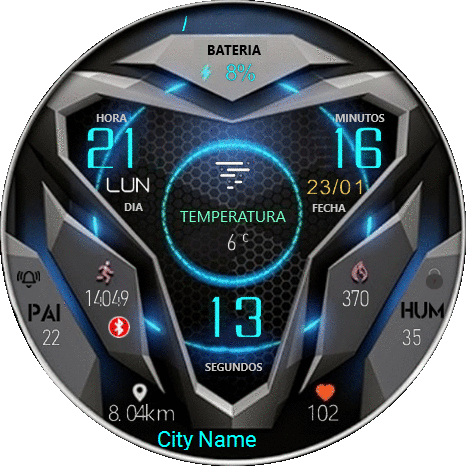 BATERIA
8%
HORA
MINUTOS
21
16
LUN
23/01
DIA
FECHA
TEMPERATURA
6 °C
14049
370
PAI
HUM
22
35
13
SEGUNDOS
8.04km
102
City Name